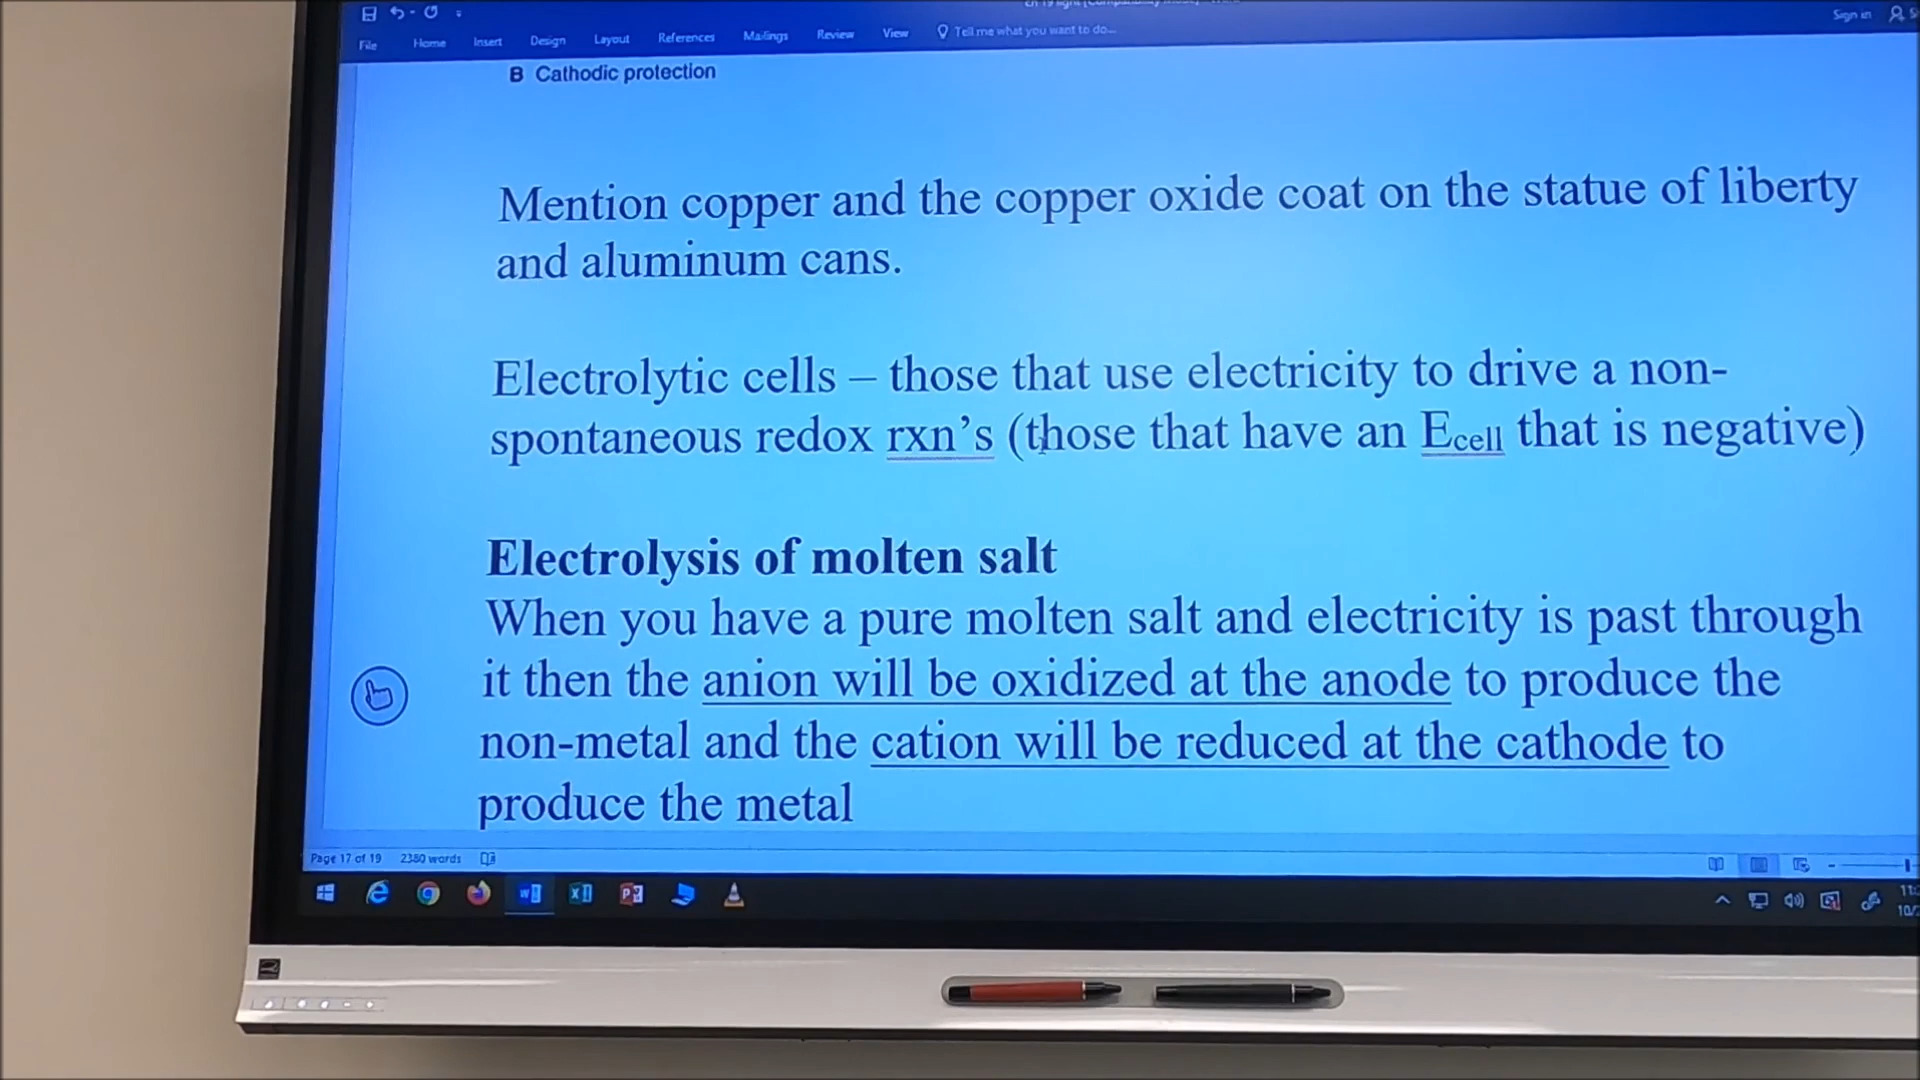 Sign in
File Home Insert Design Layout References Mailings Review View Tell me what you want to do...
B Cathodic protection
Mention copper and the copper oxide coat on the statue of liberty
and aluminum cans.
Electrolytic cells – those that use electricity to drive a non-
spontaneous redox rxn’s (those that have an Ecell that is negative)
Electrolysis of molten salt
When you have a pure molten salt and electricity is past through
it then the anion will be oxidized at the anode to produce the
non-metal and the cation will be reduced at the cathode to
produce the metal
Page 17 of 19 2380 words